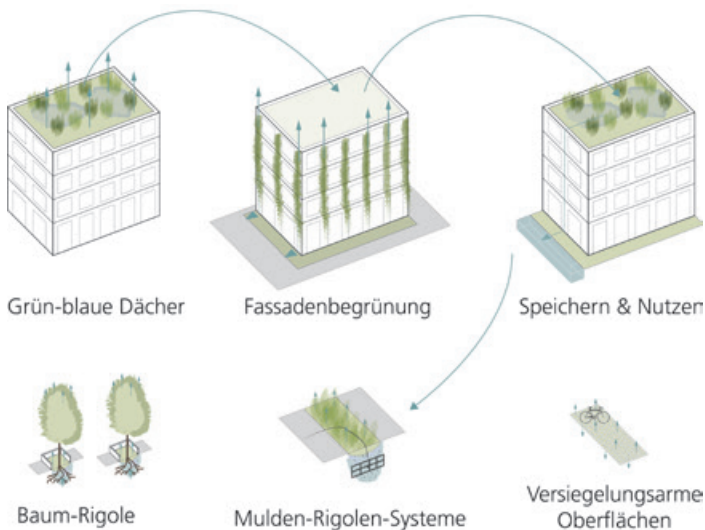 Grün-blaue Dächer
Fassadenbegrünung
Speichern & Nutzen
Baum-Rigole
Mulden-Rigolen-Systeme
Versiegelungsarme
Oberflächen